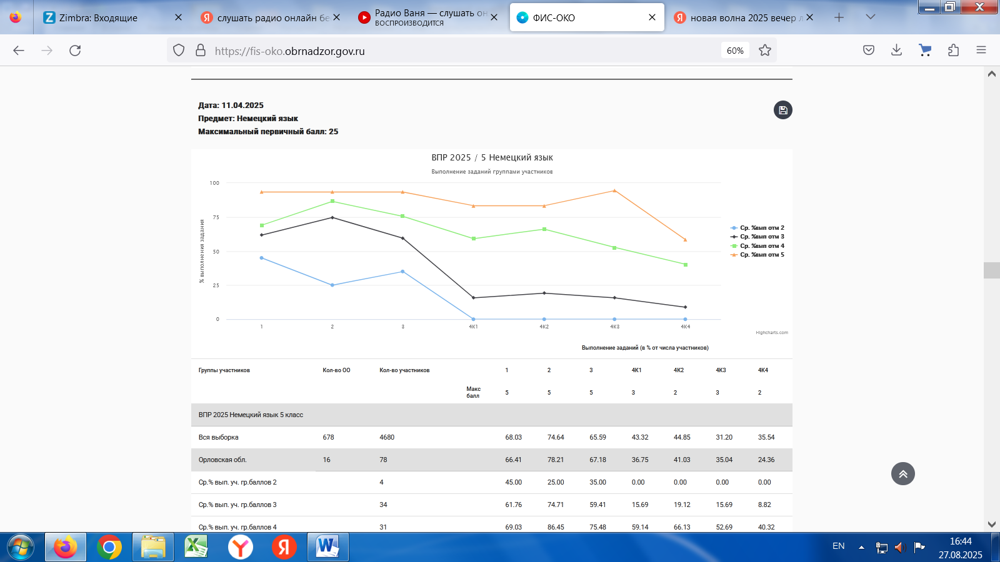 Zimbra: Входящие
слушать радио онлайн бе
Радио Ваня — слушать он
ВОСПРОИЗВОДИТСЯ
ФИС-ОКО
новая волна 2025 вечер л
https://fis-oko.obrnadzor.gov.ru
60%
Дата: 11.04.2025
Предмет: Немецкий язык
Максимальный первичный балл: 25
ВПР 2025 / 5 Немецкий язык
Выполнение заданий группами участников
% выполнения задания
100
75
50
25
0
1 2 3 4К1 4К2 4К3 4К4
Ср. %вып отм 2
Ср. %вып отм 3
Ср. %вып отм 4
Ср. %вып отм 5
Highcharts.com
Выполнение заданий (в % от числа участников)
Группы участников Кол-во ОО Кол-во участников 1 2 3 4К1 4К2 4К3 4К4
Макс
балл 5 5 5 3 2 3 2
ВПР 2025 Немецкий язык 5 класс
Вся выборка 678 4680 68.03 74.64 65.59 43.32 44.85 31.20 35.54
Орловская обл. 16 78 66.41 78.21 67.18 36.75 41.03 35.04 24.36
Ср.% вып. уч. гр.баллов 2 4 45.00 25.00 35.00 0.00 0.00 0.00 0.00
Ср.% вып. уч. гр.баллов 3 34 61.76 74.71 59.41 15.69 19.12 15.69 8.82
Ср.% вып. уч. гр.баллов 4 31 69.03 86.45 75.48 59.14 66.13 52.69 40.32
EN
16:44
27.08.2025